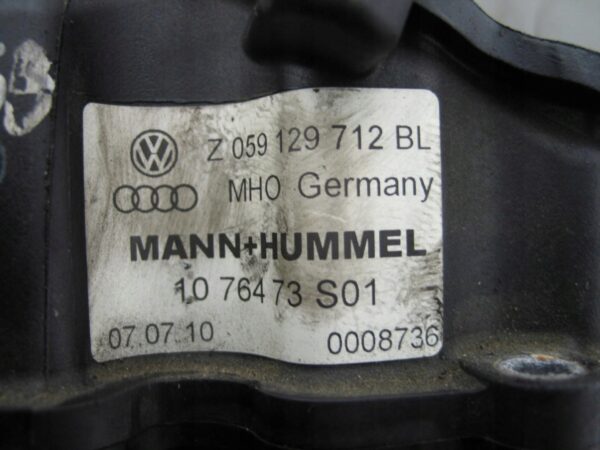 Z 059 129 712 BL
MHO Germany
MANN+HUMMEL
10 76473 S01
07.07.10 0008736